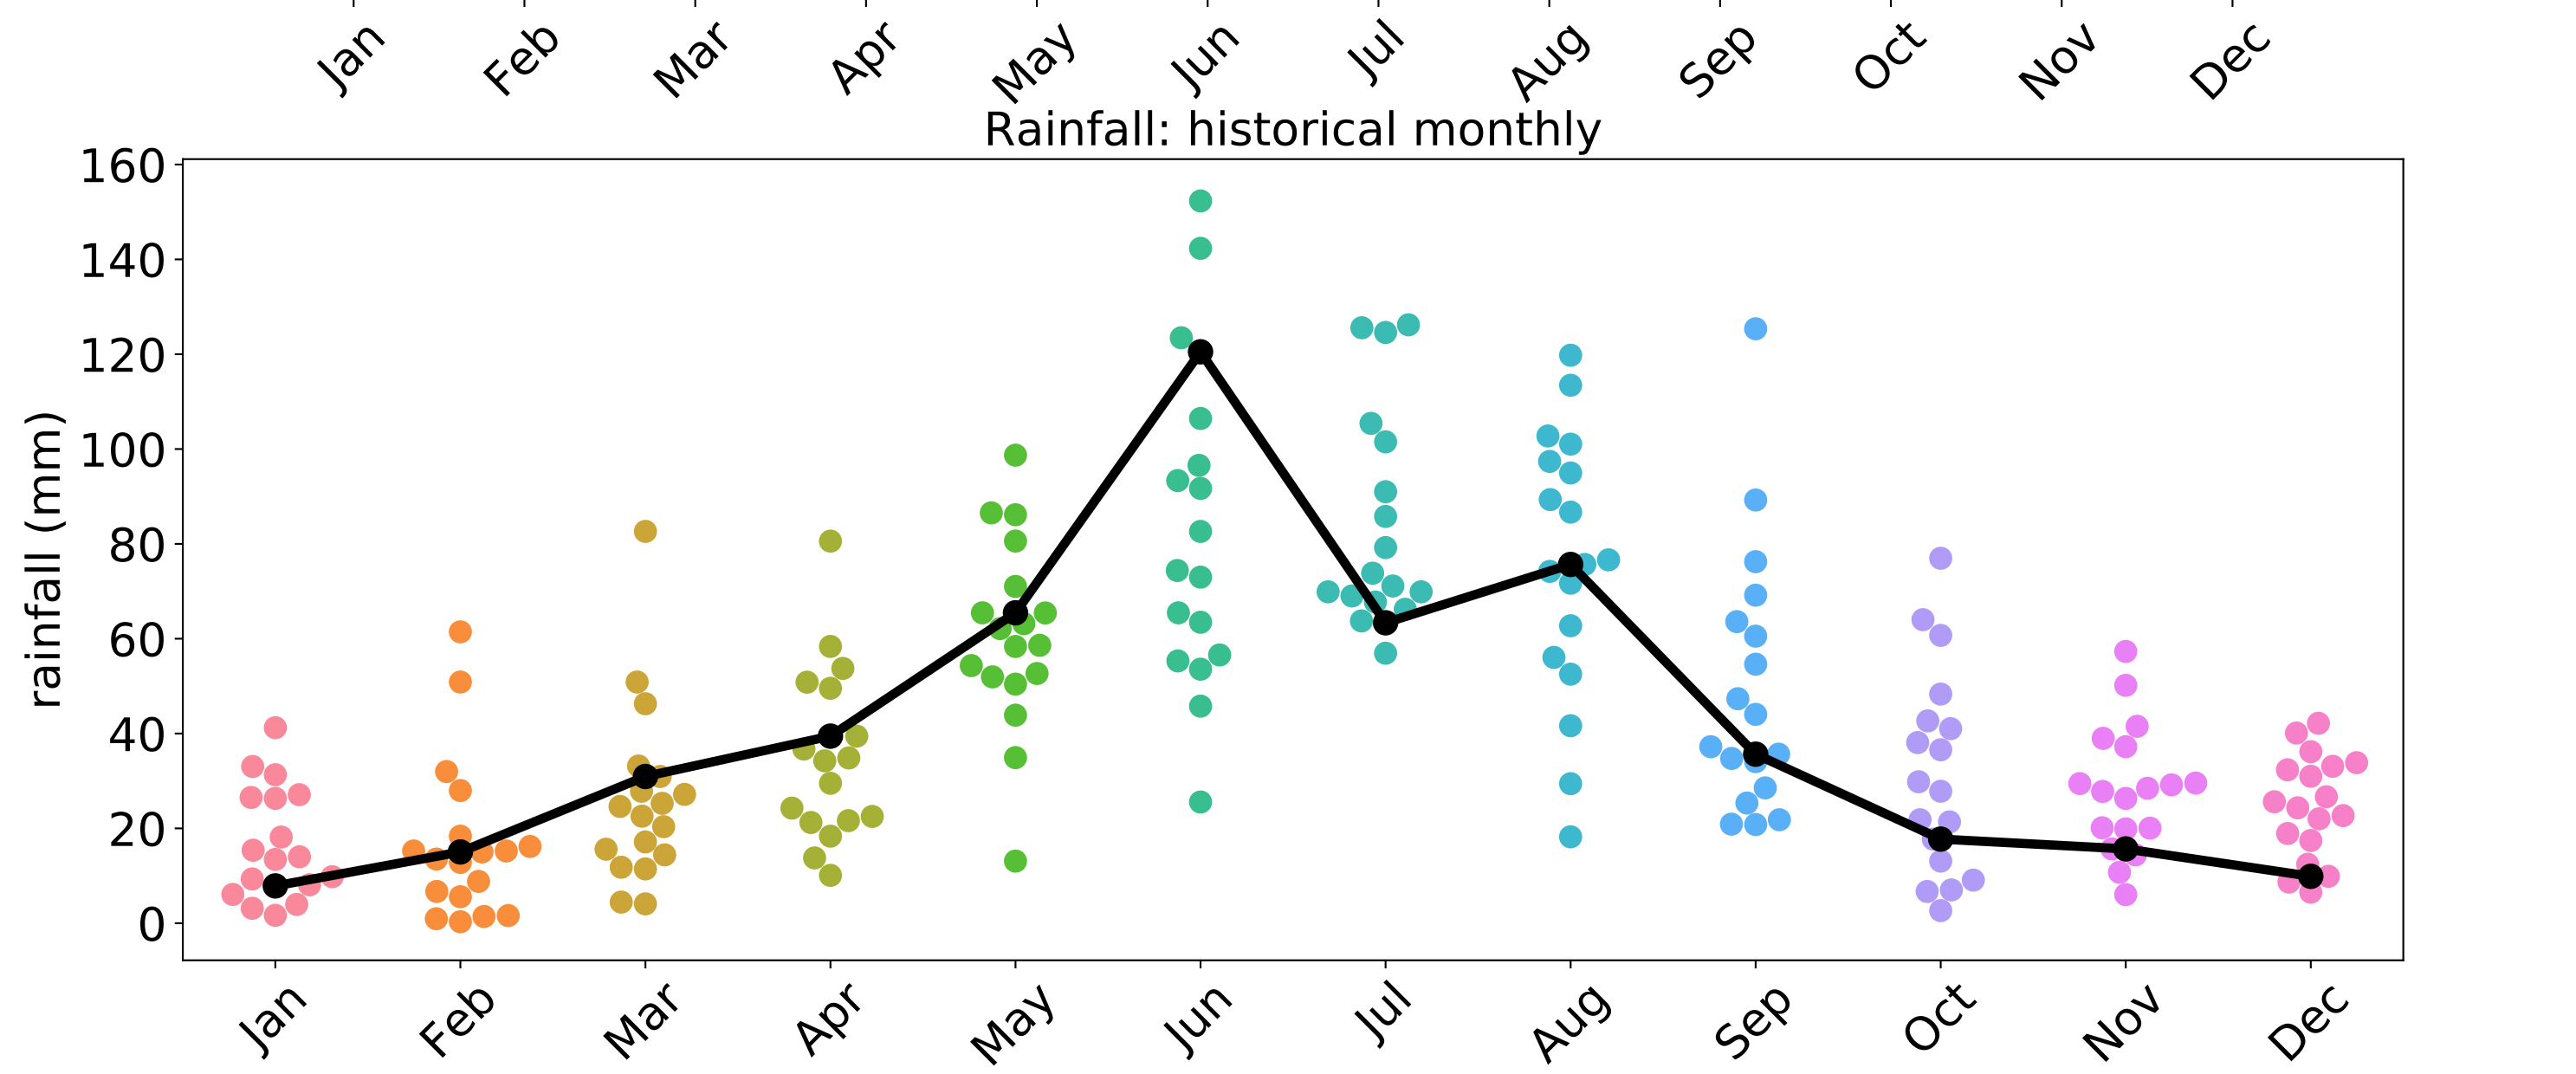 Jan Feb Mar Apr May Jun Jul Aug Sep Oct Nov Dec
Rainfall: historical monthly
rainfall (mm)
160
140
120
100
80
60
40
20
0
Jan Feb Mar Apr May Jun Jul Aug Sep Oct Nov Dec